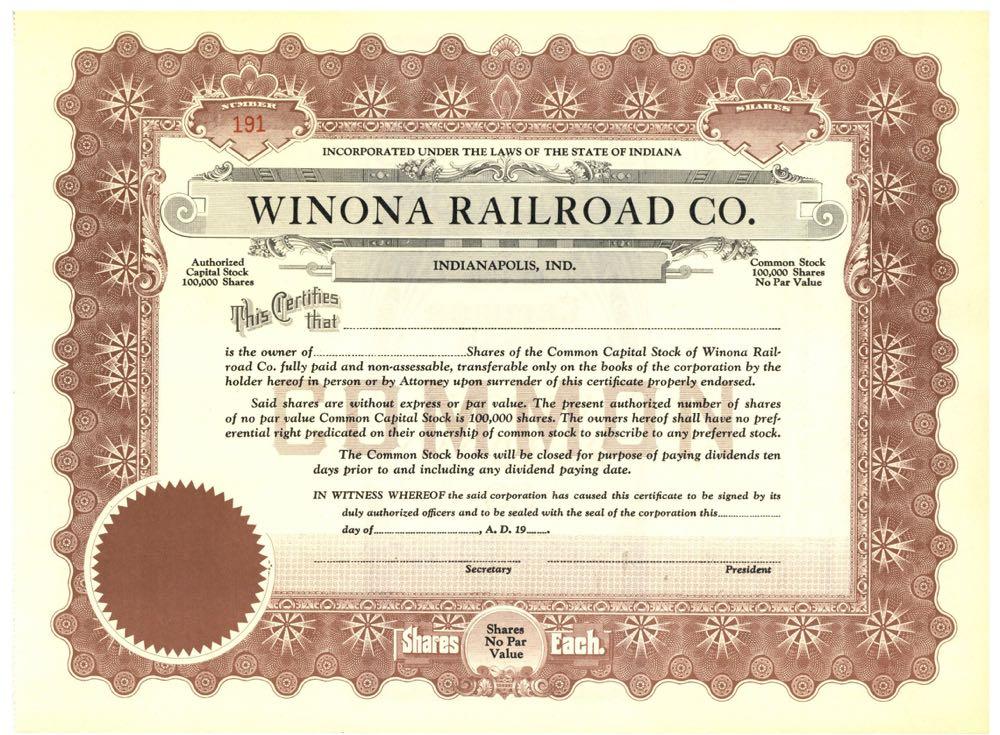 NUMBER
191
SHARES
INCORPORATED UNDER THE LAWS OF THE STATE OF INDIANA
WINONA RAILROAD CO.
INDIANAPOLIS, IND.
Authorized
Capital Stock
100,000 Shares
Common Stock
100,000 Shares
No Par Value
This Certifies
that
is the owner of Shares of the Common Capital Stock of Winona Rail-
road Co. fully paid and non-assessable, transferable only on the books of the corporation by the
holder hereof in person or by Attorney upon surrender of this certificate properly endorsed.
Said shares are without express or par value. The present authorized number of shares
of no par value Common Capital Stock is 100,000 shares. The owners hereof shall have no pref-
erential right predicated on their ownership of common stock to subscribe to any preferred stock.
COMMON
The Common Stock books will be closed for purpose of paying dividends ten
days prior to and including any dividend paying date.
IN WITNESS WHEREOF the said corporation has caused this certificate to be signed by its
duly authorized officers and to be sealed with the seal of the corporation this
day of , A. D. 19 .
Secretary
President
Shares
Shares
No Par
Value
Each.